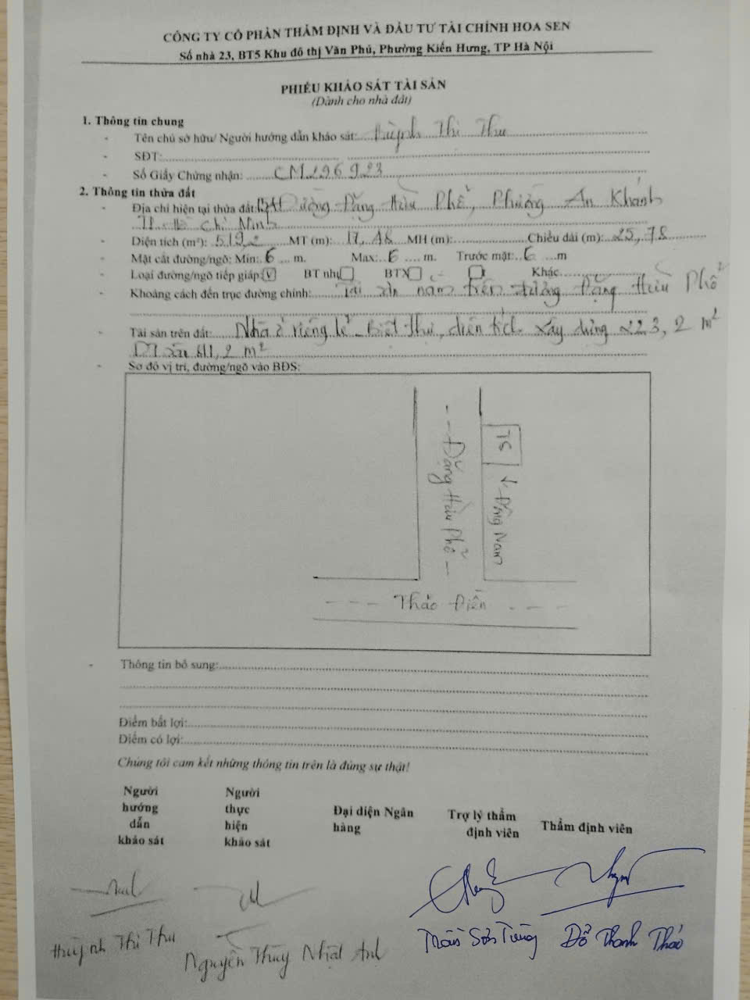 CÔNG TY CỔ PHẦN THẨM ĐỊNH VÀ ĐẦU TƯ TÀI CHÍNH HOA SEN
Số nhà 23, BT5 Khu đô thị Văn Phú, Phường Kiến Hưng, TP Hà Nội
PHIẾU KHẢO SÁT TÀI SẢN
(Dành cho nhà đất)
1. Thông tin chung
- Tên chủ sở hữu/ Người hướng dẫn khảo sát: Huỳnh Thị Thu
- SĐT:
- Số Giấy Chứng nhận: CM296923
2. Thông tin thửa đất
- Địa chỉ hiện tại thửa đất: Đường Đặng Hữu Phổ, Phường An Khánh
Hồ Chí Minh
- Diện tích (m²): 519,2 MT (m): 17,48 MH (m): Chiều dài (m): 25,78
- Mặt cắt đường/ngõ: Min: 6 m. Max: 6 m. Trước mặt: 6 m
- Loại đường/ngõ tiếp giáp: V BT nhựa BTX Khác
- Khoảng cách đến trục đường chính: Tài sản nằm trên đường Đặng Hữu Phổ
- Tài sản trên đất: Nhà ở riêng lẻ - Biệt thự, diện tích xây dựng 223,2 m²
DT sàn 611,2 m²
- Sơ đồ vị trí, đường/ngõ vào BĐS:
TS
Đặng Hữu Phổ
Đông Nam
Thảo Điền
- Thông tin bổ sung:
Điểm bất lợi:
Điểm có lợi:
Chúng tôi cam kết những thông tin trên là đúng sự thật!
Người hướng dẫn khảo sát
Người thực hiện khảo sát
Đại diện Ngân hàng
Trợ lý thẩm định viên
Thẩm định viên
Huỳnh Thị Thu
Nguyễn Thùy Nhật Anh
Sơn Tùng
Đỗ Thanh Thảo